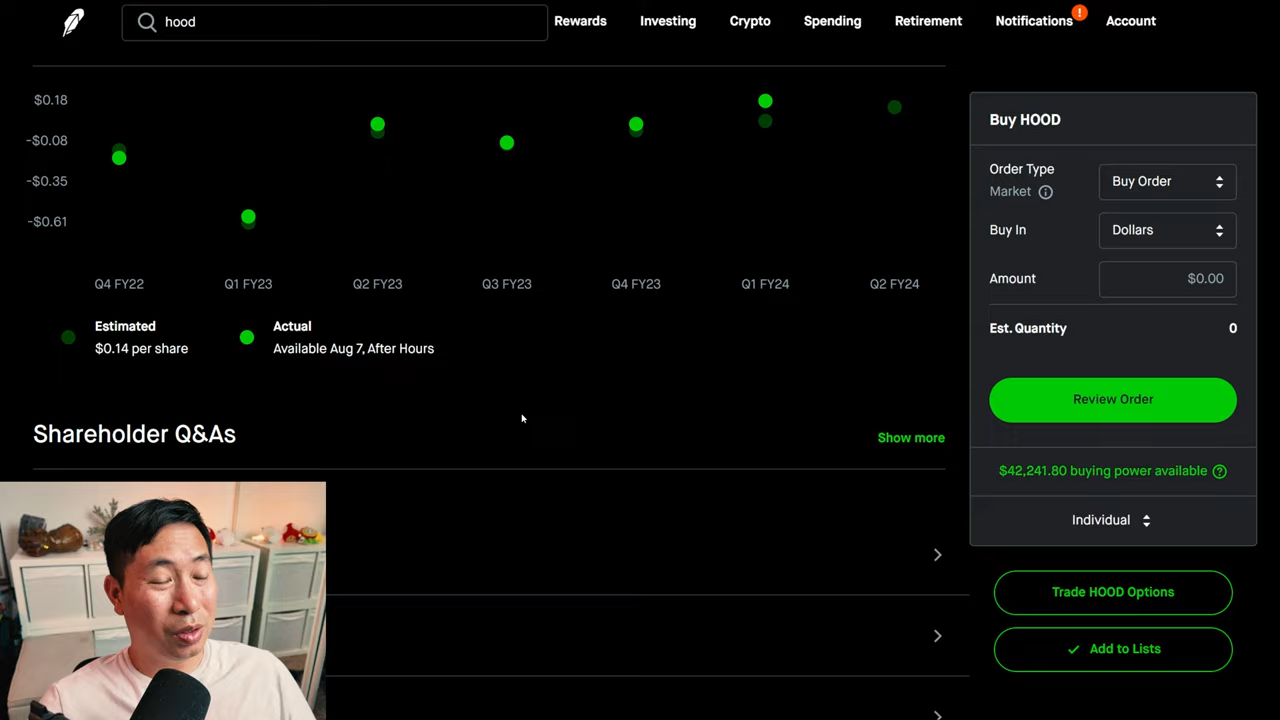 hood
Rewards
Investing
Crypto
Spending
Retirement
Notifications
!
Account
$0.18
-$0.08
-$0.35
-$0.61
Q4 FY22
Q1 FY23
Q2 FY23
Q3 FY23
Q4 FY23
Q1 FY24
Q2 FY24
Estimated
$0.14 per share
Actual
Available Aug 7, After Hours
Shareholder Q&As
Show more
Buy HOOD
Order Type
Market
Buy Order
Buy In
Dollars
Amount
$0.00
Est. Quantity
0
Review Order
$42,241.80 buying power available
Individual
Trade HOOD Options
Add to Lists